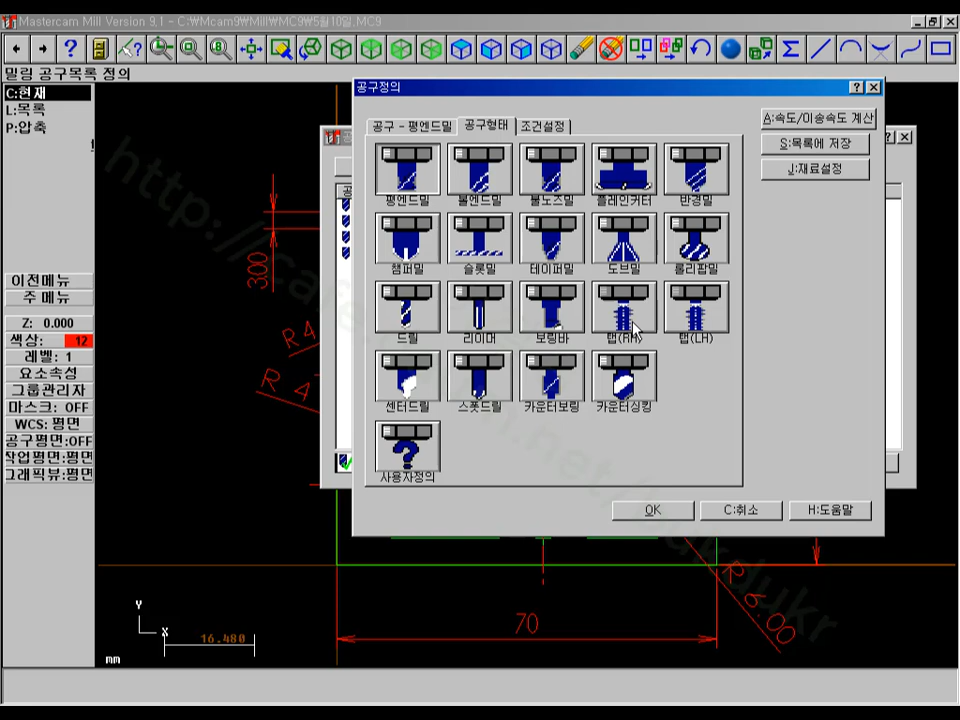 Mastercam Mill Version 9.1 - C:\Mcam9\Mill\MC9\5월10일.MC9
밀링 공구목록 정의
C:현재
L:목록
P:압축
이전메뉴
주 메뉴
Z: 0.000
색상: 12
레벨: 1
요소속성
그룹관리자
마스크: OFF
WCS: 평면
공구평면:OFF
작업평면:평면
그래픽뷰:평면
공구정의
공구 - 평엔드밀
공구형태
조건설정
A:속도/이송속도 계산
S:목록에 저장
J:재료설정
평엔드밀
볼엔드밀
불노즈밀
플레인커터
반경밀
챔퍼밀
슬롯밀
테이퍼밀
도브밀
롤리팝밀
드릴
리이머
보링바
탭(RH)
탭(LH)
센터드릴
스폿드릴
카운터보링
카운터싱킹
사용자정의
OK
C:취소
H:도움말
3.00
R 4
R 4
R 6.00
70
Y
X
16.480
mm